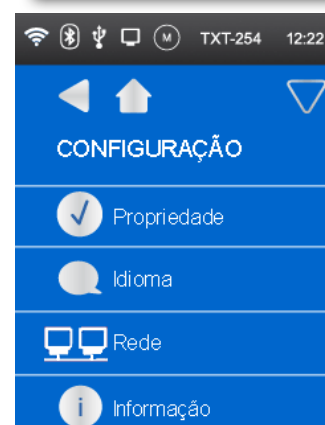 M TXT-254 12:22
CONFIGURAÇÃO
Propriedade
Idioma
Rede
i Informação